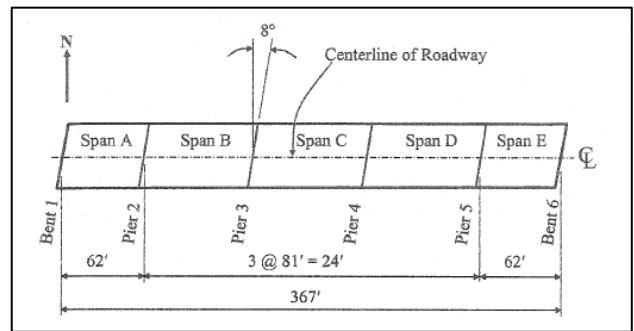 8°
N
Centerline of Roadway
Span A Span B Span C Span D Span E
℄
Bent 1 Pier 2 Pier 3 Pier 4 Pier 5 Bent 6
62' 3 @ 81' = 24' 62'
367'